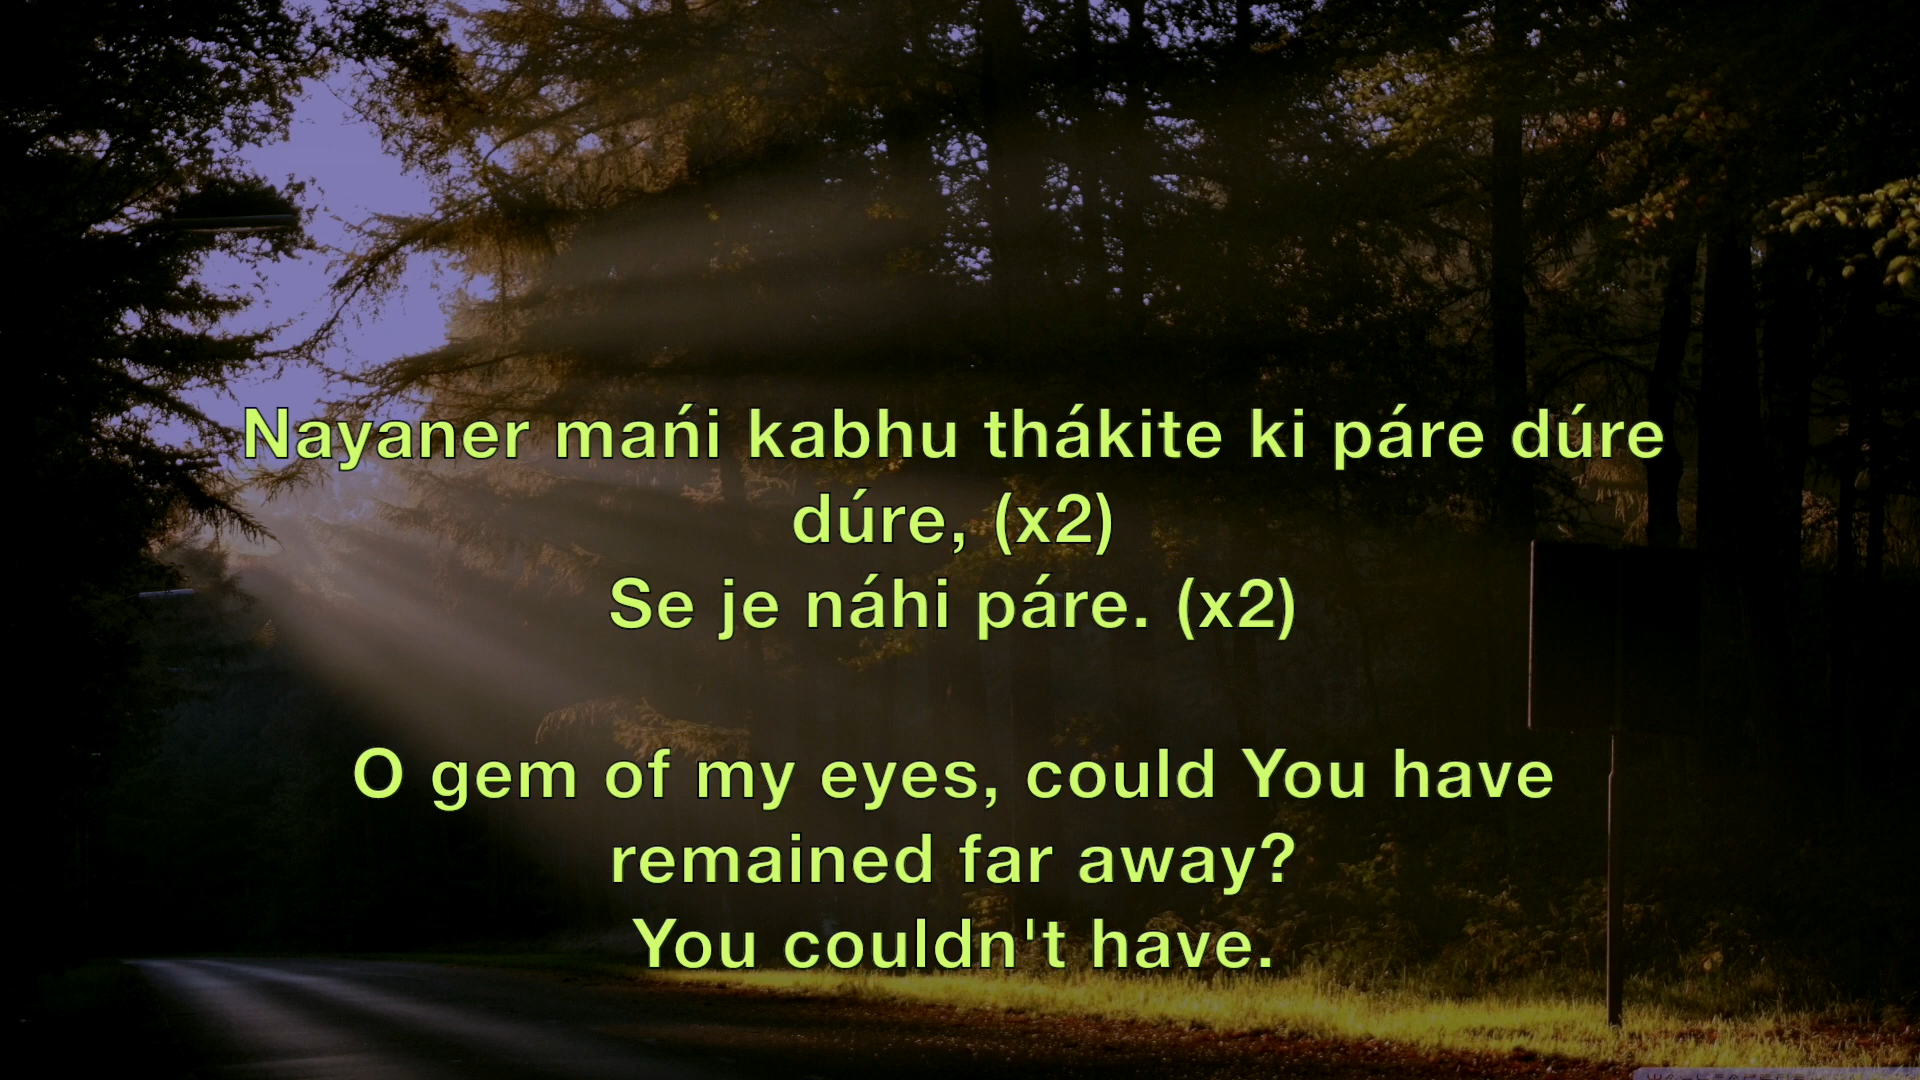 Nayaner mańi kabhu thákite ki páre dúre
dúre, (x2)
Se je náhi páre. (x2)
O gem of my eyes, could You have
remained far away?
You couldn't have.